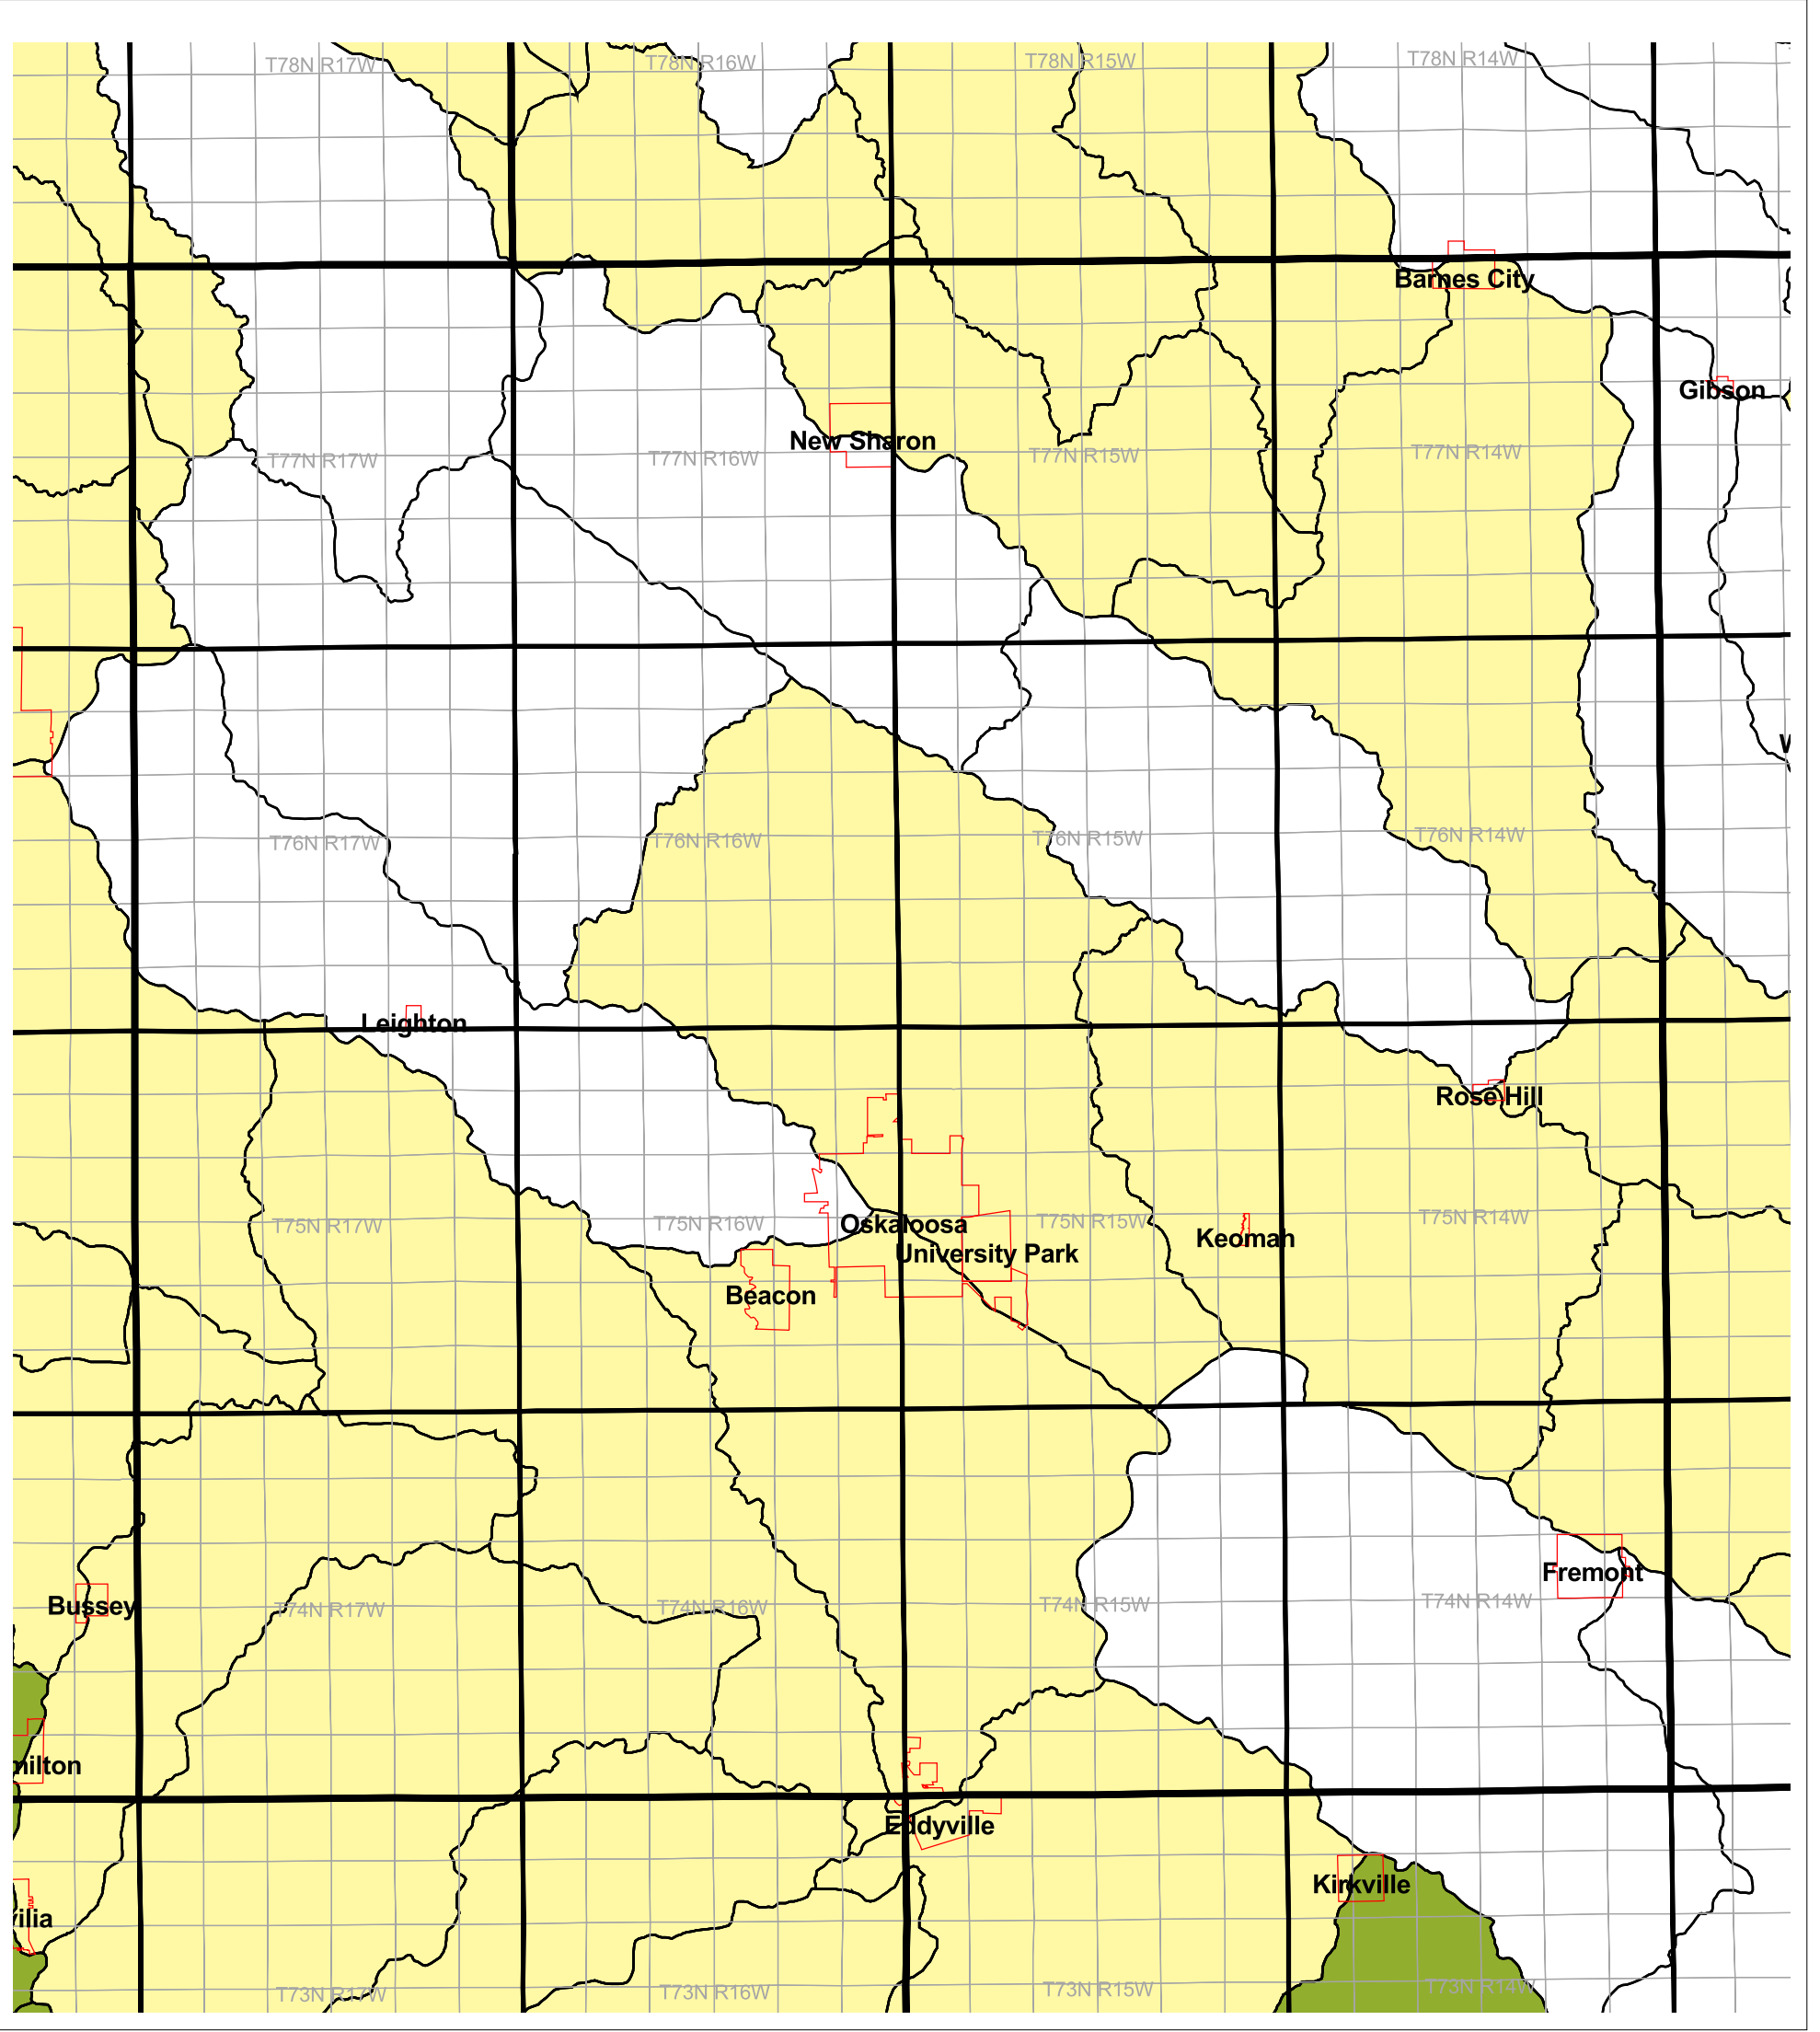 T78N R17W
T78N R16W
T78N R15W
T78N R14W
Barnes City
Gibson
New Sharon
T77N R17W
T77N R16W
T77N R15W
T77N R14W
T76N R17W
T76N R16W
T76N R15W
T76N R14W
Leighton
Rose Hill
T75N R17W
T75N R16W
Oskaloosa
T75N R15W
T75N R14W
Keomah
University Park
Beacon
Fremont
Bussey
T74N R17W
T74N R16W
T74N R15W
T74N R14W
milton
Eddyville
Kirkville
vilia
T73N R17W
T73N R16W
T73N R15W
T73N R14W